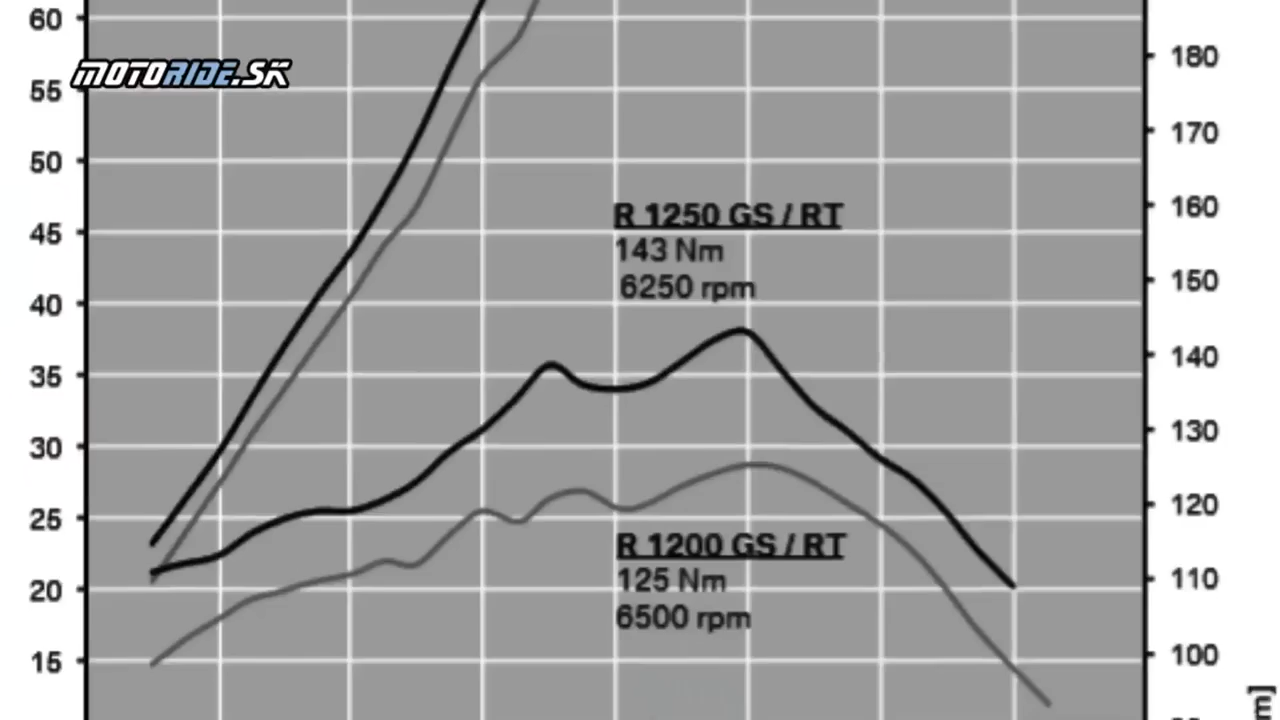 60
55
50
45
40
35
30
25
20
15
MOTORIDE.SK
R 1250 GS / RT
143 Nm
6250 rpm
R 1200 GS / RT
125 Nm
6500 rpm
180
170
160
150
140
130
120
110
100
m]